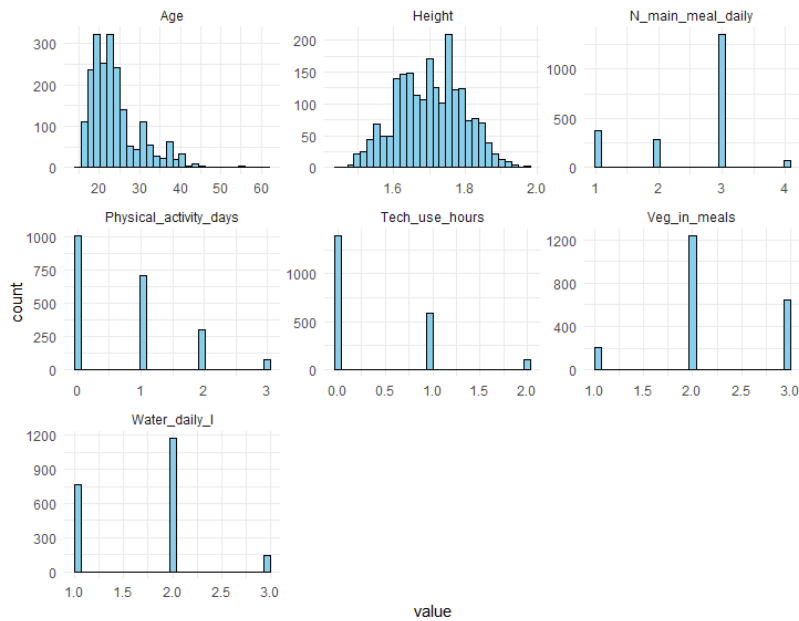 Age
300
200
100
0
20 30 40 50 60
Height
200
150
100
50
0
1.6 1.8 2.0
N_main_meal_daily
1000
500
0
1 2 3 4
Physical_activity_days
1000
750
500
250
0
0 1 2 3
Tech_use_hours
1000
500
0
0.0 0.5 1.0 1.5 2.0
Veg_in_meals
1200
800
400
0
1.0 1.5 2.0 2.5 3.0
count
Water_daily_l
1200
900
600
300
0
1.0 1.5 2.0 2.5 3.0
value